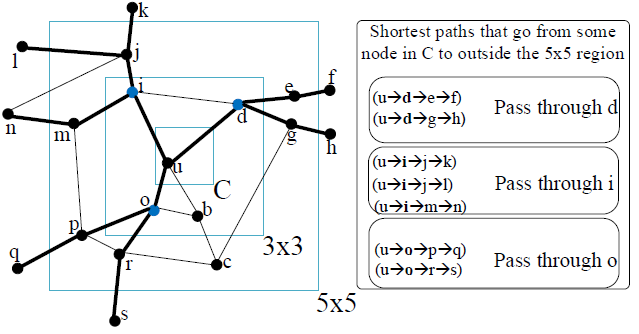 k
j
l
i
e
f
d
n
m
g
h
u
C
o
b
p
3x3
q
r
c
5x5
s
Shortest paths that go from some
node in C to outside the 5x5 region
(u→d→e→f)
(u→d→g→h)
Pass through d
(u→i→j→k)
(u→i→j→l)
(u→i→m→n)
Pass through i
(u→o→p→q)
(u→o→r→s)
Pass through o